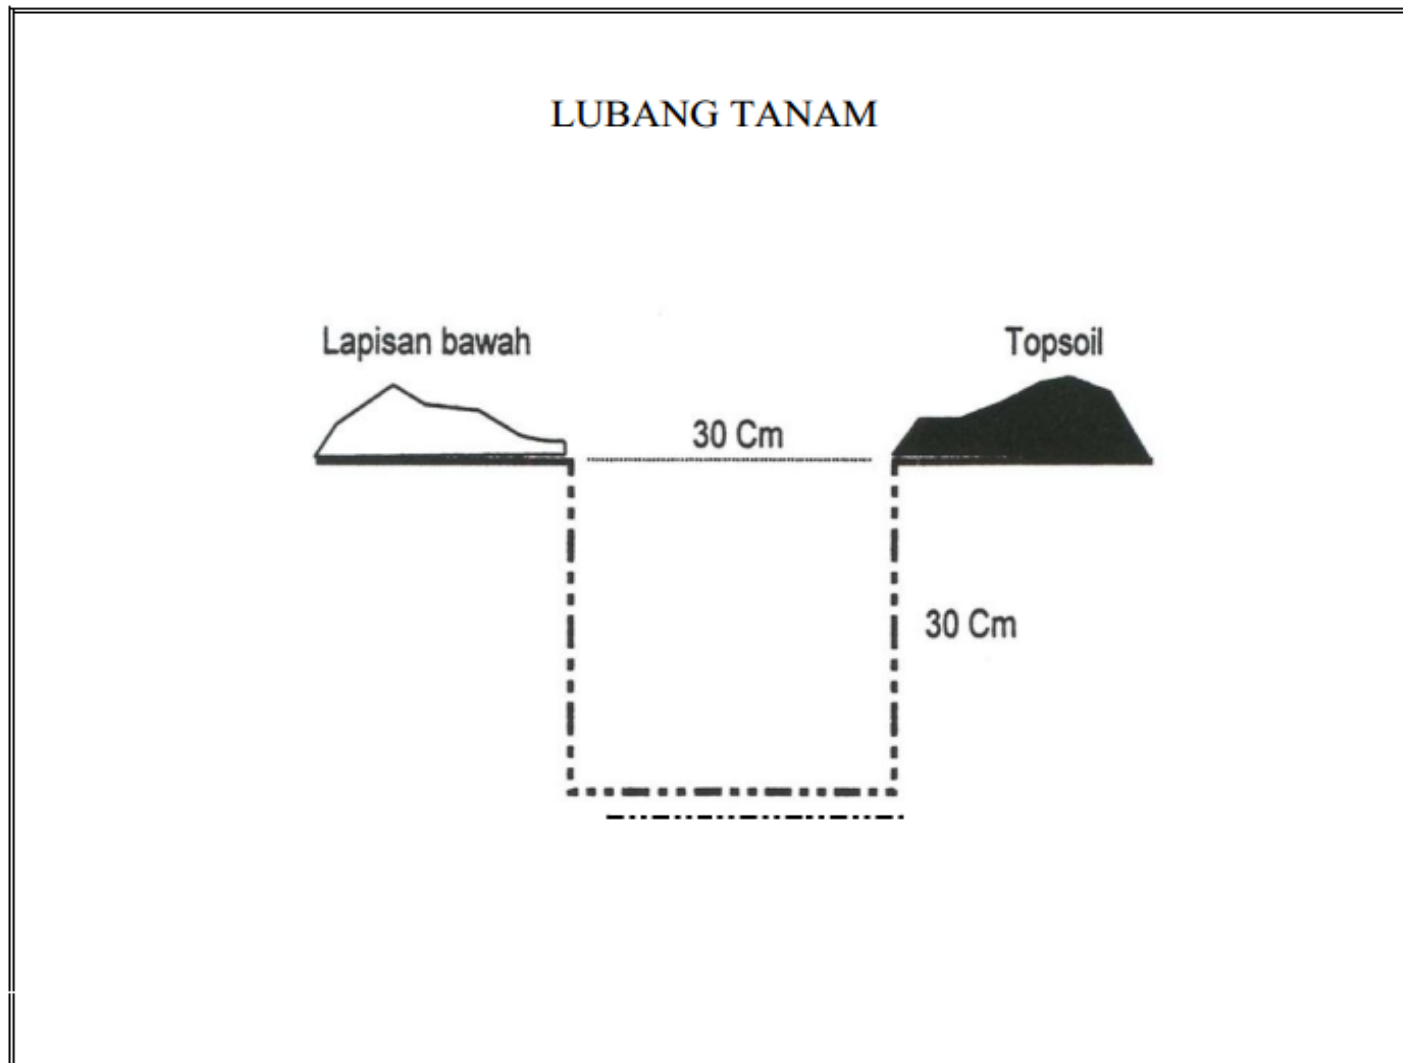 LUBANG TANAM
Lapisan bawah
Topsoil
30 Cm
30 Cm